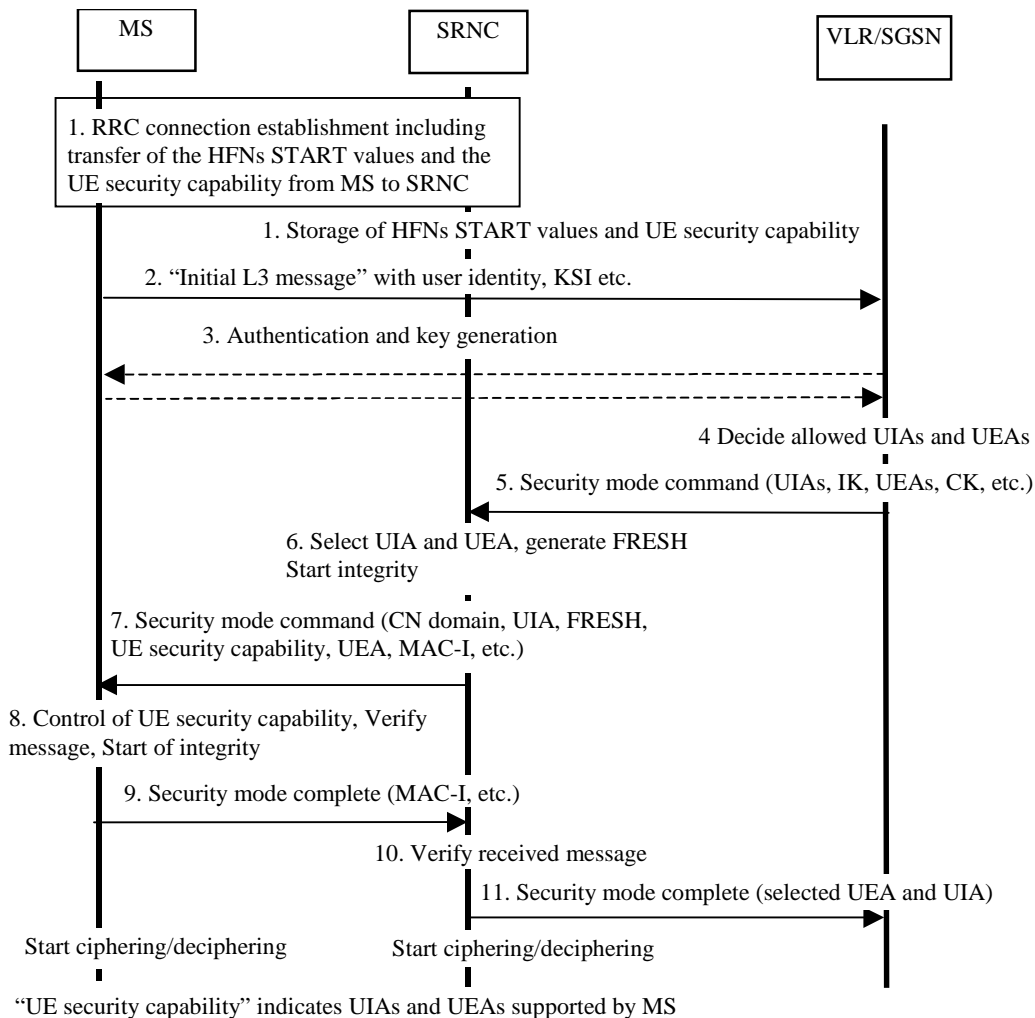 MS
SRNC
VLR/SGSN
1. RRC connection establishment including
transfer of the HFNs START values and the
UE security capability from MS to SRNC
1. Storage of HFNs START values and UE security capability
2. “Initial L3 message” with user identity, KSI etc.
3. Authentication and key generation
4 Decide allowed UIAs and UEAs
5. Security mode command (UIAs, IK, UEAs, CK, etc.)
6. Select UIA and UEA, generate FRESH
Start integrity
7. Security mode command (CN domain, UIA, FRESH,
UE security capability, UEA, MAC-I, etc.)
8. Control of UE security capability, Verify
message, Start of integrity
9. Security mode complete (MAC-I, etc.)
10. Verify received message
11. Security mode complete (selected UEA and UIA)
Start ciphering/deciphering
Start ciphering/deciphering
“UE security capability” indicates UIAs and UEAs supported by MS